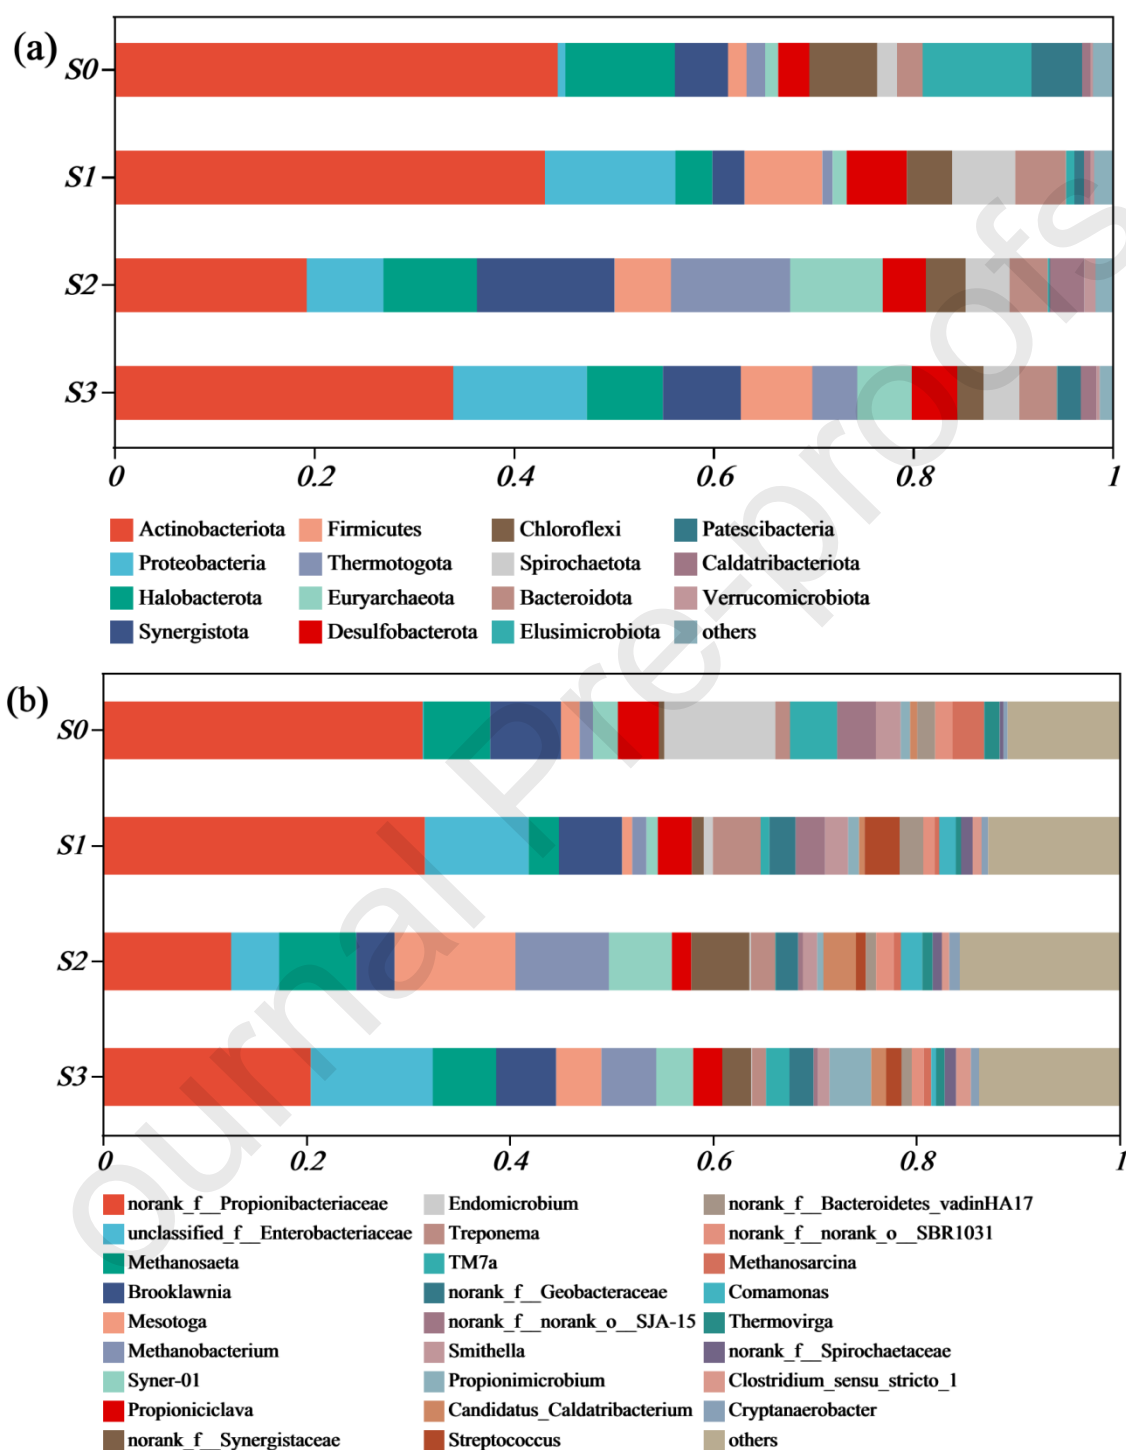 (a)
S0
S1
S2
S3
0 0.2 0.4 0.6 0.8 1
Actinobacteriota Firmicutes Chloroflexi Patescibacteria
Proteobacteria Thermotogota Spirochaetota Caldatribacteriota
Halobacterota Euryarchaeota Bacteroidota Verrucomicrobiota
Synergistota Desulfobacterota Elusimicrobiota others
(b)
S0
S1
S2
S3
0 0.2 0.4 0.6 0.8 1
norank_f__Propionibacteriaceae Endomicrobium norank_f__Bacteroidetes_vadinHA17
unclassified_f__Enterobacteriaceae Treponema norank_f__norank_o__SBR1031
Methanosaeta TM7a Methanosarcina
Brooklawnia norank_f__Geobacteraceae Comamonas
Mesotoga norank_f__norank_o__SJA-15 Thermovirga
Methanobacterium Smithella norank_f__Spirochaetaceae
Syner-01 Propionimicrobium Clostridium_sensu_stricto_1
Propioniciclava Candidatus_Caldatribacterium Cryptanaerobacter
norank_f__Synergistaceae Streptococcus others
ournal Pre-proofs